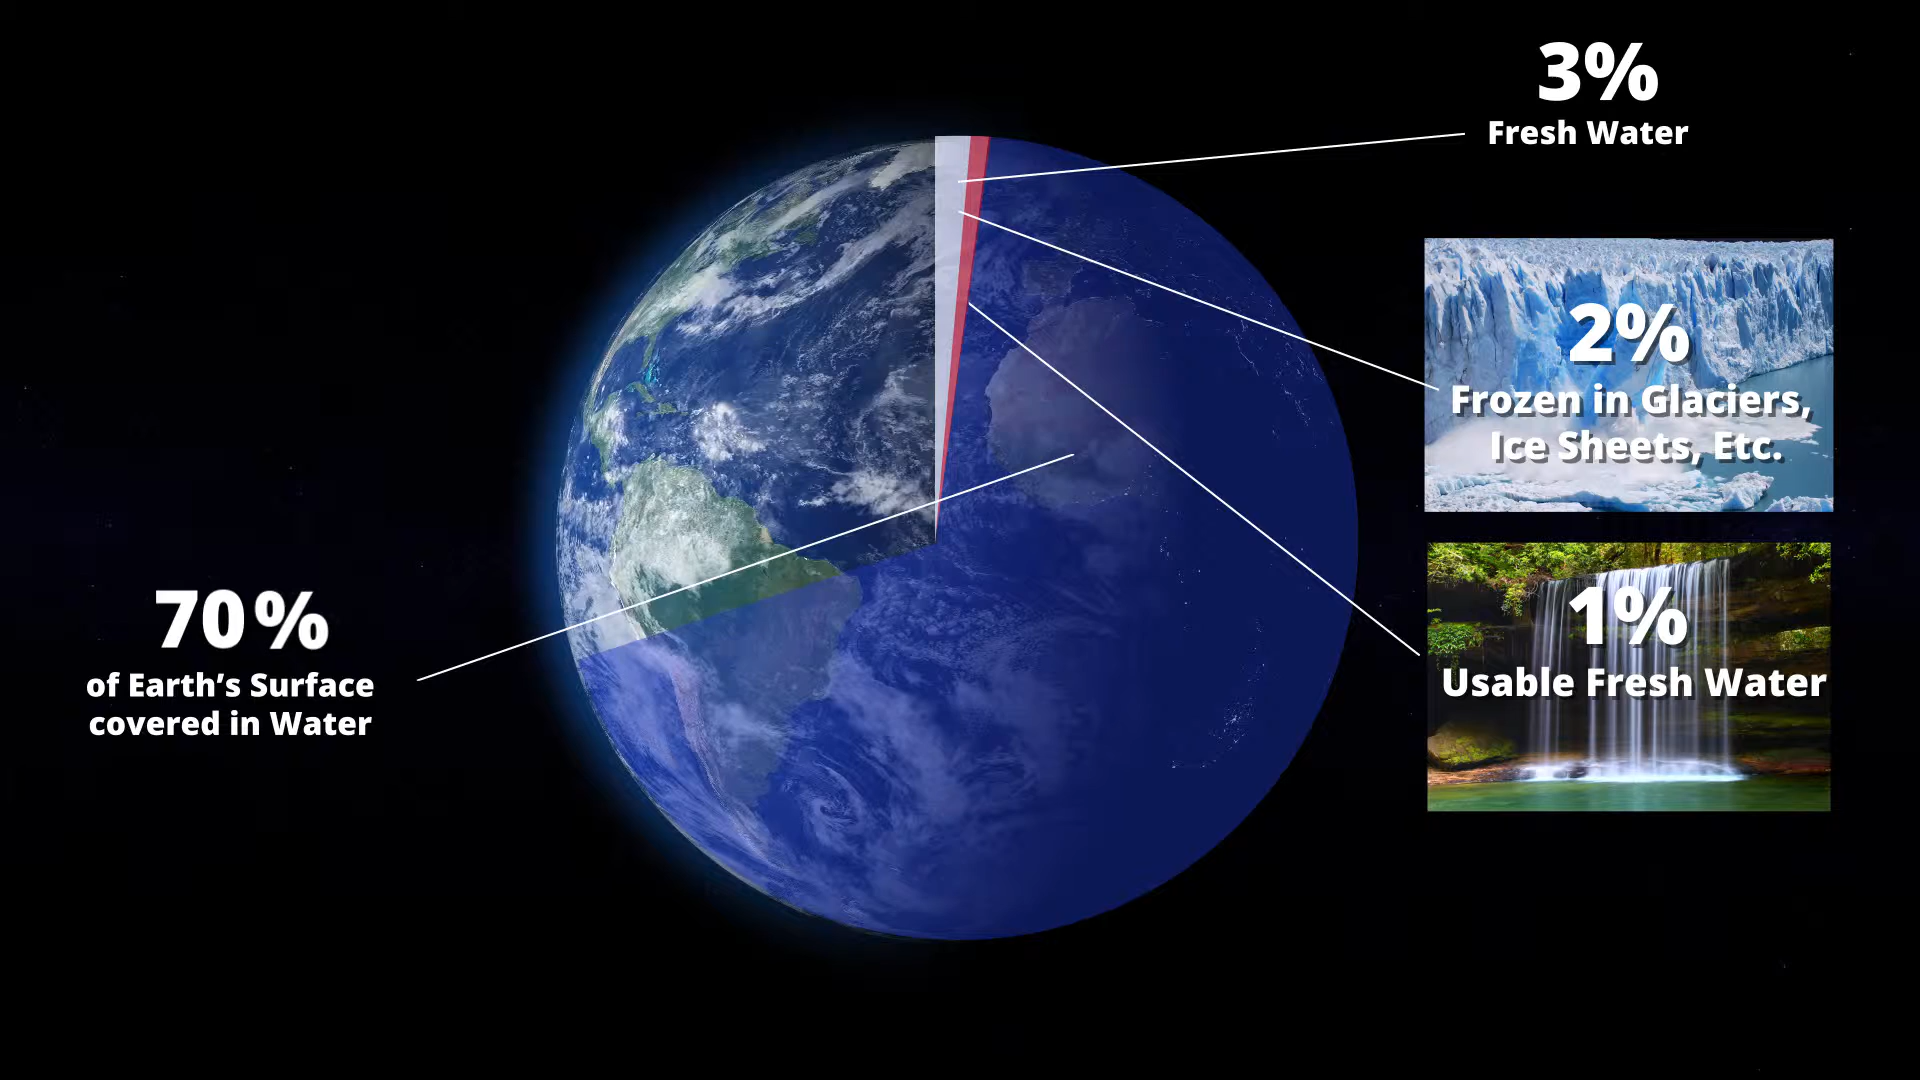 3%
Fresh Water
2%
Frozen in Glaciers,
Ice Sheets, Etc.
70%
of Earth’s Surface
covered in Water
1%
Usable Fresh Water